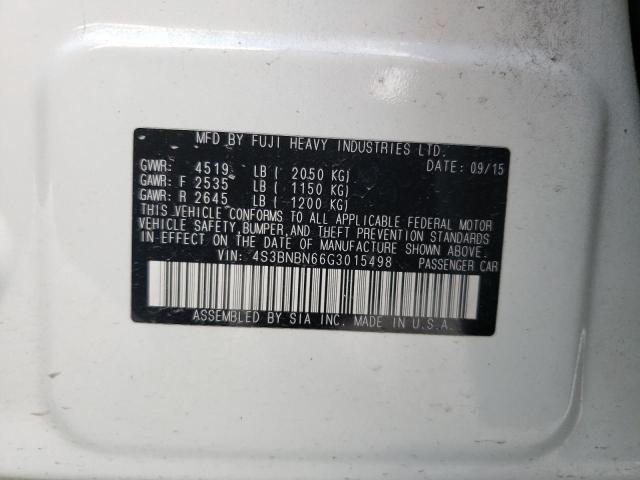 MFD BY FUJI HEAVY INDUSTRIES LTD.
GVWR: 4519 LB ( 2050 KG) DATE: 09/15
GAWR: F 2535 LB ( 1150 KG)
GAWR: R 2645 LB ( 1200 KG)
THIS VEHICLE CONFORMS TO ALL APPLICABLE FEDERAL MOTOR
VEHICLE SAFETY, BUMPER, AND THEFT PREVENTION STANDARDS
IN EFFECT ON THE DATE OF MANUFACTURE SHOWN ABOVE.
VIN: 4S3BNBN66G3015498 PASSENGER CAR
ASSEMBLED BY SIA INC. MADE IN U.S.A.